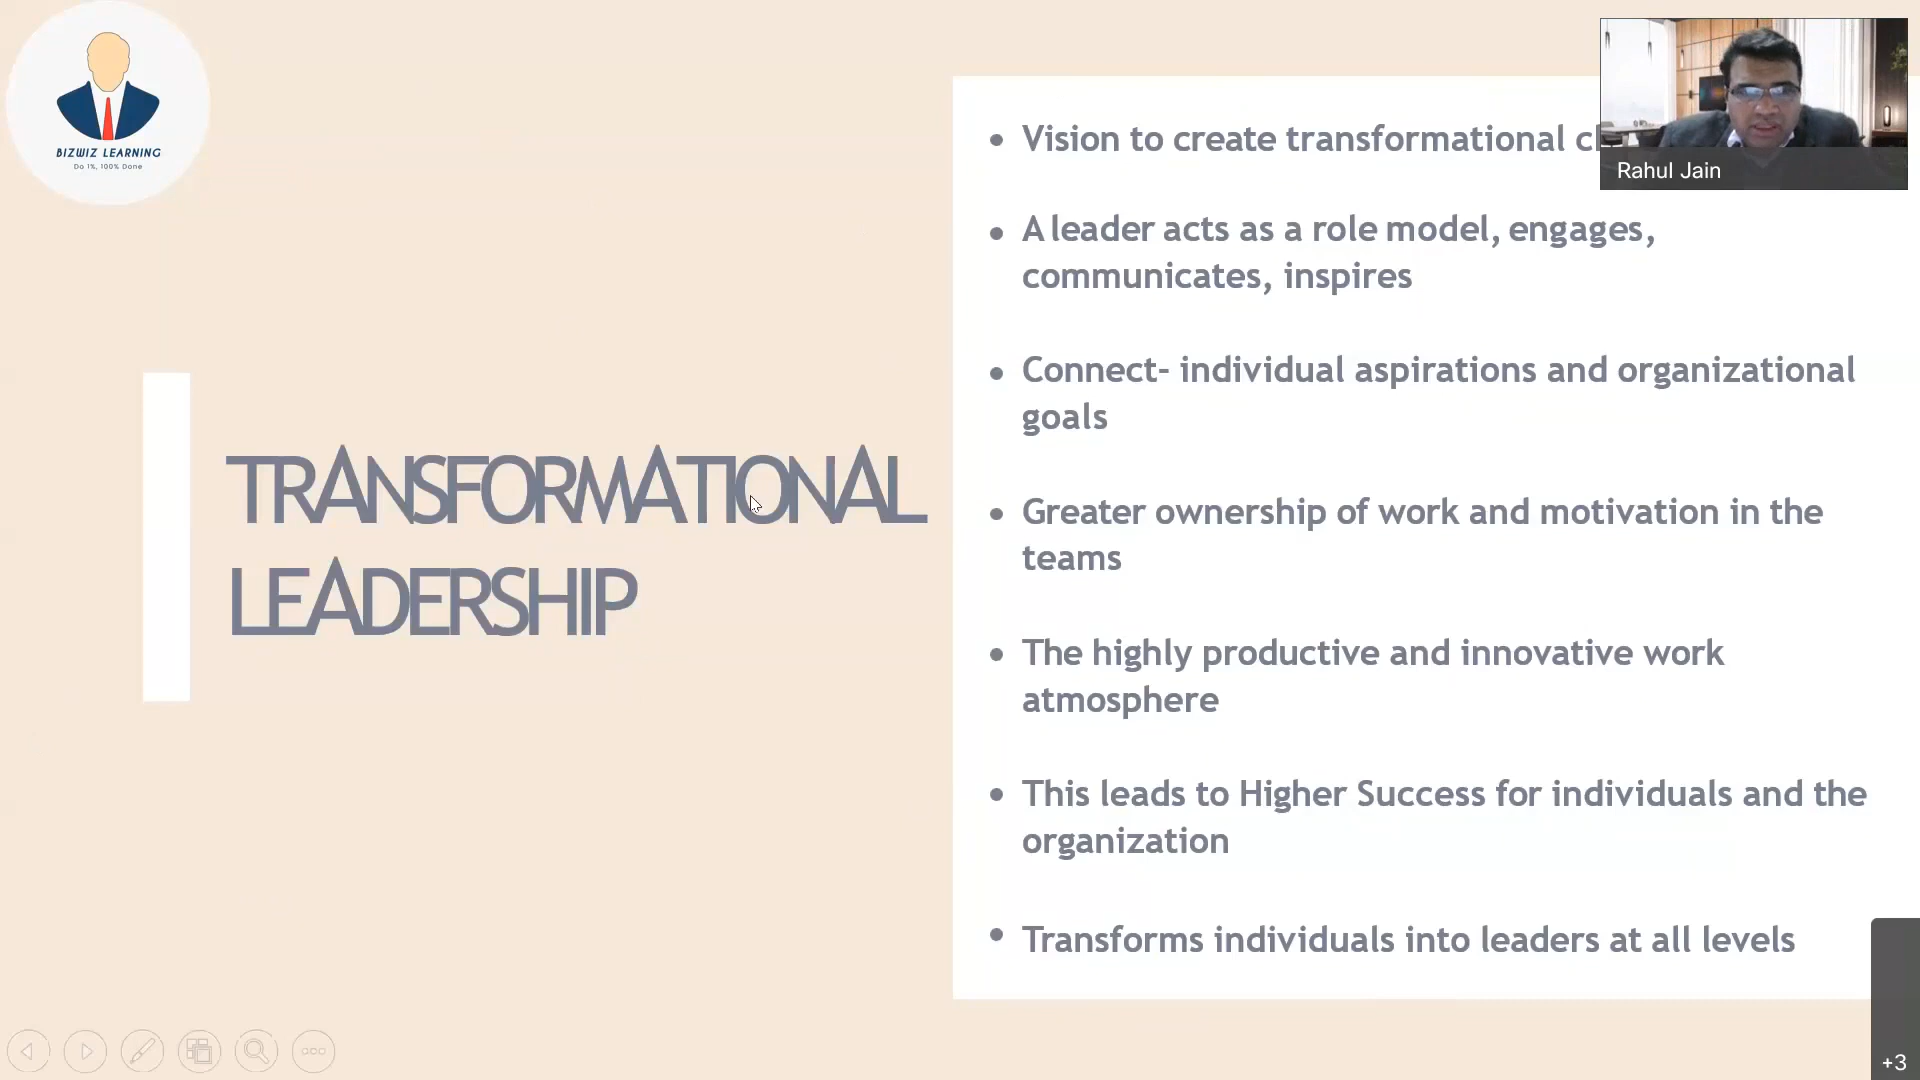 BIZWIZ LEARNING
Do 1%, 100% Done
TRANSFORMATIONAL
LEADERSHIP
• Vision to create transformational
• A leader acts as a role model, engages,
communicates, inspires
• Connect- individual aspirations and organizational
goals
• Greater ownership of work and motivation in the
teams
• The highly productive and innovative work
atmosphere
• This leads to Higher Success for individuals and the
organization
• Transforms individuals into leaders at all levels
Rahul Jain
+3